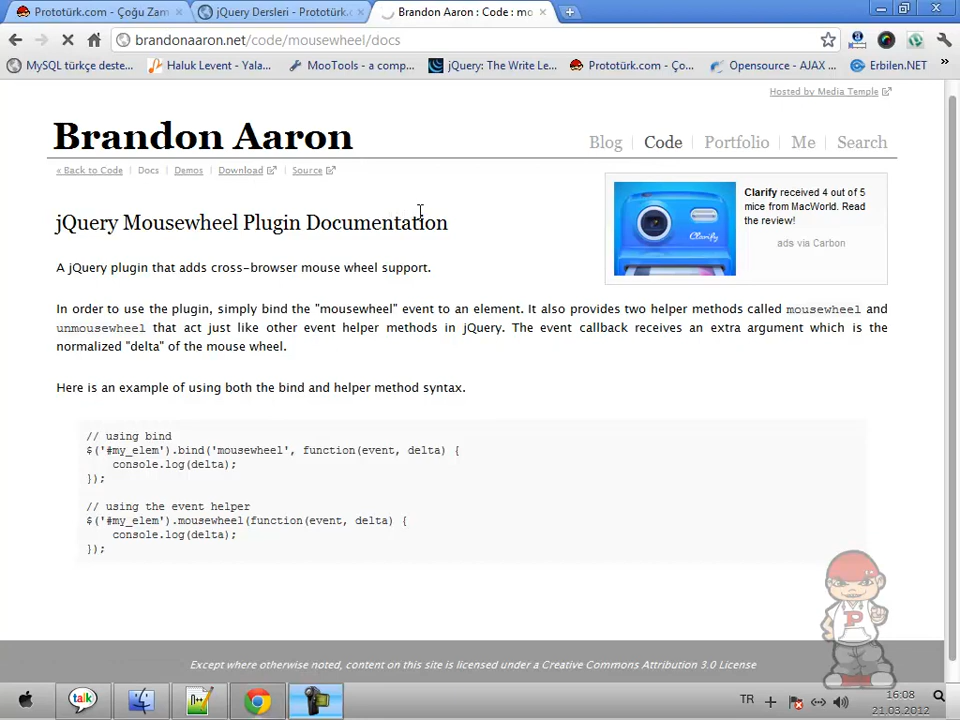 Prototürk.com - Çoğu Zam
jQuery Dersleri - Prototürk.
Brandon Aaron : Code : mo
brandonaaron.net/code/mousewheel/docs
MySQL türkçe deste...
Haluk Levent - Yala...
MooTools - a comp...
jQuery: The Write Le...
Prototürk.com - Ço...
Opensource - AJAX ...
Erbilen.NET
»
Hosted by Media Temple
Brandon Aaron
Blog
Code
Portfolio
Me
Search
« Back to Code
Docs
Demos
Download
Source
Clarify received 4 out of 5
mice from MacWorld. Read
the review!
Clarify
ads via Carbon
jQuery Mousewheel Plugin Documentation
A jQuery plugin that adds cross-browser mouse wheel support.
In order to use the plugin, simply bind the "mousewheel" event to an element. It also provides two helper methods called mousewheel and
unmousewheel that act just like other event helper methods in jQuery. The event callback receives an extra argument which is the
normalized "delta" of the mouse wheel.
Here is an example of using both the bind and helper method syntax.
// using bind
$('#my_elem').bind('mousewheel', function(event, delta) {
console.log(delta);
});
// using the event helper
$('#my_elem').mousewheel(function(event, delta) {
console.log(delta);
});
P
Except where otherwise noted, content on this site is licensed under a Creative Commons Attribution 3.0 License
talk
TR
16:08
21.03.2012